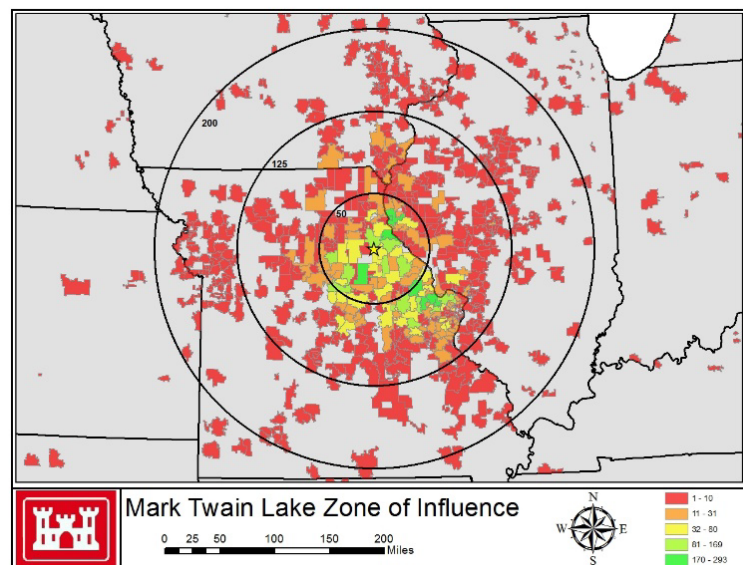 200
125
50
Mark Twain Lake Zone of Influence
0 25 50 100 150 200
Miles
N
W E
S
1 - 10
11 - 31
32 - 80
81 - 169
170 - 293